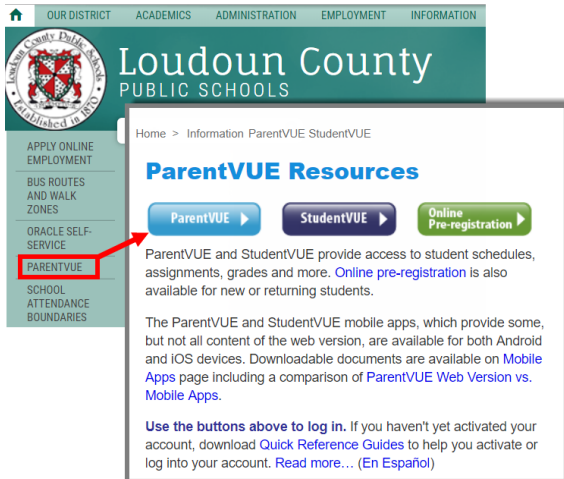 OUR DISTRICT ACADEMICS ADMINISTRATION EMPLOYMENT INFORMATION
County Public Schools
Loudoun
Established in 1870
Loudoun County
PUBLIC SCHOOLS
APPLY ONLINE
EMPLOYMENT
BUS ROUTES
AND WALK
ZONES
ORACLE SELF-
SERVICE
PARENTVUE
SCHOOL
ATTENDANCE
BOUNDARIES
Home > Information ParentVUE StudentVUE
ParentVUE Resources
ParentVUE
StudentVUE
Online
Pre-registration
ParentVUE and StudentVUE provide access to student schedules,
assignments, grades and more. Online pre-registration is also
available for new or returning students.
The ParentVUE and StudentVUE mobile apps, which provide some,
but not all content of the web version, are available for both Android
and iOS devices. Downloadable documents are available on Mobile
Apps page including a comparison of ParentVUE Web Version vs.
Mobile Apps.
Use the buttons above to log in. If you haven't yet activated your
account, download Quick Reference Guides to help you activate or
log into your account. Read more… (En Español)